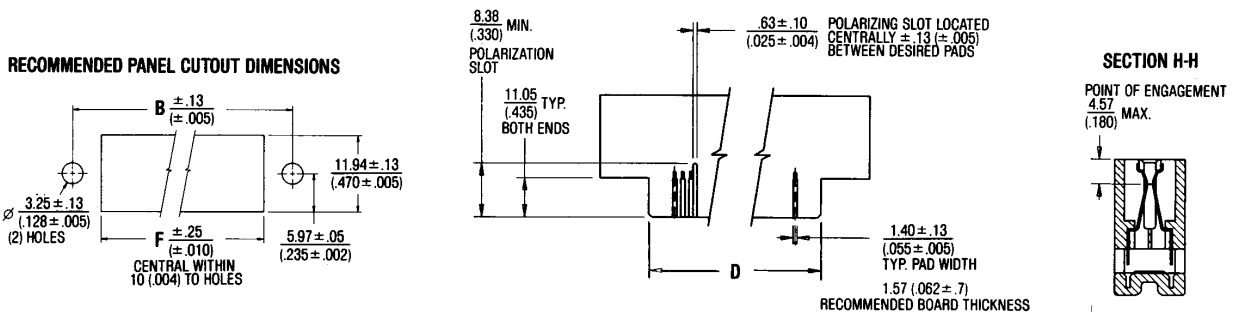 RECOMMENDED PANEL CUTOUT DIMENSIONS
B ±.13
(±.005)
11.94±.13
(.470±.005)
Ø 3.25±.13
(.128±.005)
(2) HOLES
F ±.25
(±.010)
CENTRAL WITHIN
10 (.004) TO HOLES
5.97±.05
(.235±.002)
8.38
(.330) MIN.
POLARIZATION
SLOT
11.05
(.435) TYP.
BOTH ENDS
.63±.10
(.025±.004)
POLARIZING SLOT LOCATED
CENTRALLY ±.13 (±.005)
BETWEEN DESIRED PADS
D
1.40±.13
(.055±.005)
TYP. PAD WIDTH
1.57 (.062±.7)
RECOMMENDED BOARD THICKNESS
SECTION H-H
POINT OF ENGAGEMENT
4.57
(.180) MAX.